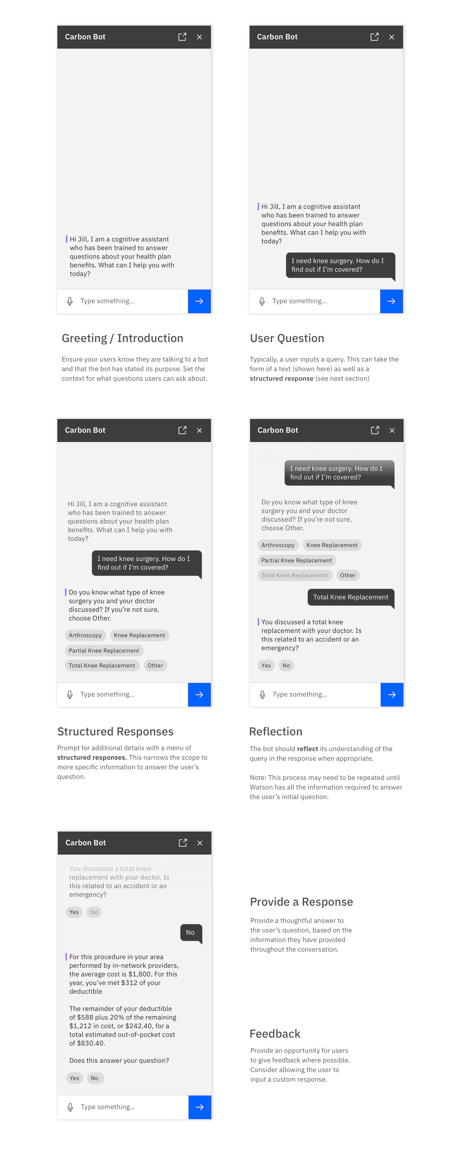 Carbon Bot
Hi Jill, I am a cognitive assistant
who has been trained to answer
questions about your health plan
benefits. What can I help you with
today?
Type something...
Greeting / Introduction
Ensure your users know they are talking to a bot
and that the bot has stated its purpose. Set the
context for what questions users can ask about.
Carbon Bot
Hi Jill, I am a cognitive assistant
who has been trained to answer
questions about your health plan
benefits. What can I help you with
today?
I need knee surgery. How do I
find out if I'm covered?
Type something...
User Question
Typically, a user inputs a query. This can take the
form of a text (shown here) as well as a
structured response (see next section)
Carbon Bot
Hi Jill, I am a cognitive assistant
who has been trained to answer
questions about your health plan
benefits. What can I help you with
today?
I need knee surgery. How do I
find out if I'm covered?
Do you know what type of knee
surgery you and your doctor
discussed? If you're not sure,
choose Other.
Arthroscopy Knee Replacement
Partial Knee Replacement
Total Knee Replacement Other
Type something...
Structured Responses
Prompt for additional details with a menu of
structured responses. This narrows the scope to
more specific information to answer the user's
question.
Carbon Bot
I need knee surgery. How do I
find out if I'm covered?
Do you know what type of knee
surgery you and your doctor
discussed? If you're not sure,
choose Other.
Arthroscopy Knee Replacement
Partial Knee Replacement
Total Knee Replacement Other
Total Knee Replacement
You discussed a total knee
replacement with your doctor. Is
this related to an accident or an
emergency?
Yes No
Type something...
Reflection
The bot should reflect its understanding of the
query in the response when appropriate.
Note: This process may need to be repeated until
Watson has all the information required to answer
the user's initial question.
Carbon Bot
You discussed a total knee
replacement with your doctor. Is
this related to an accident or an
emergency?
Yes No
No
For this procedure in your area
performed by in-network providers,
the average cost is $1,800. For this
year, you've met $312 of your
deductible
The remainder of your deductible
of $588 plus 20% of the remaining
$1,212 in cost, or $242.40, for a
total estimated out-of-pocket cost
of $830.40.
Does this answer your question?
Yes No
Type something...
Provide a Response
Provide a thoughtful answer to
the user's question, based on the
information they have provided
throughout the conversation.
Feedback
Provide an opportunity for users
to give feedback where possible.
Consider allowing the user to
input a custom response.